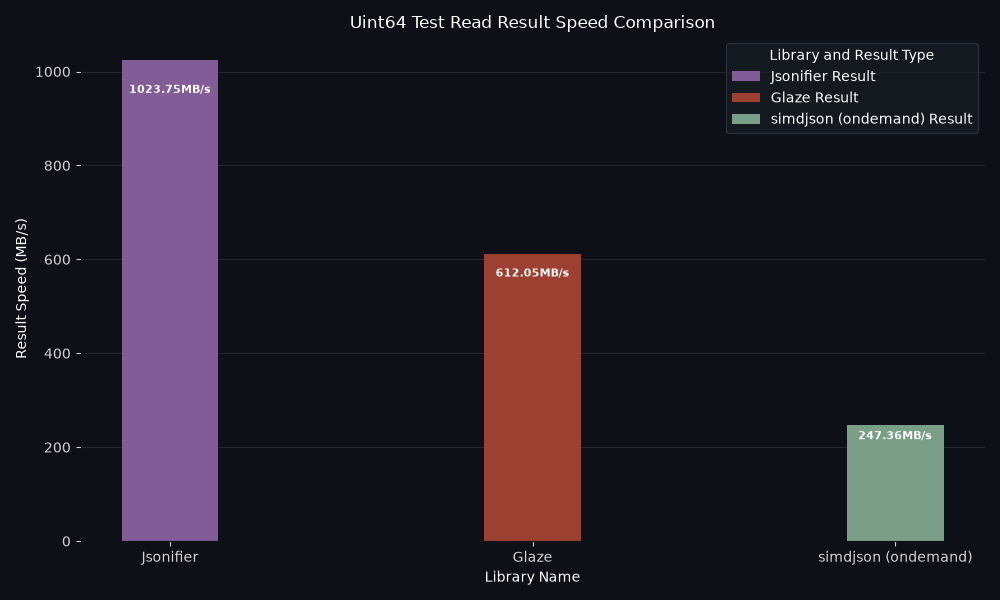 Uint64 Test Read Result Speed Comparison
Library and Result Type
Jsonifier Result
Glaze Result
simdjson (ondemand) Result
Result Speed (MB/s)
1000
800
600
400
200
0
1023.75MB/s
612.05MB/s
247.36MB/s
Jsonifier
Glaze
simdjson (ondemand)
Library Name